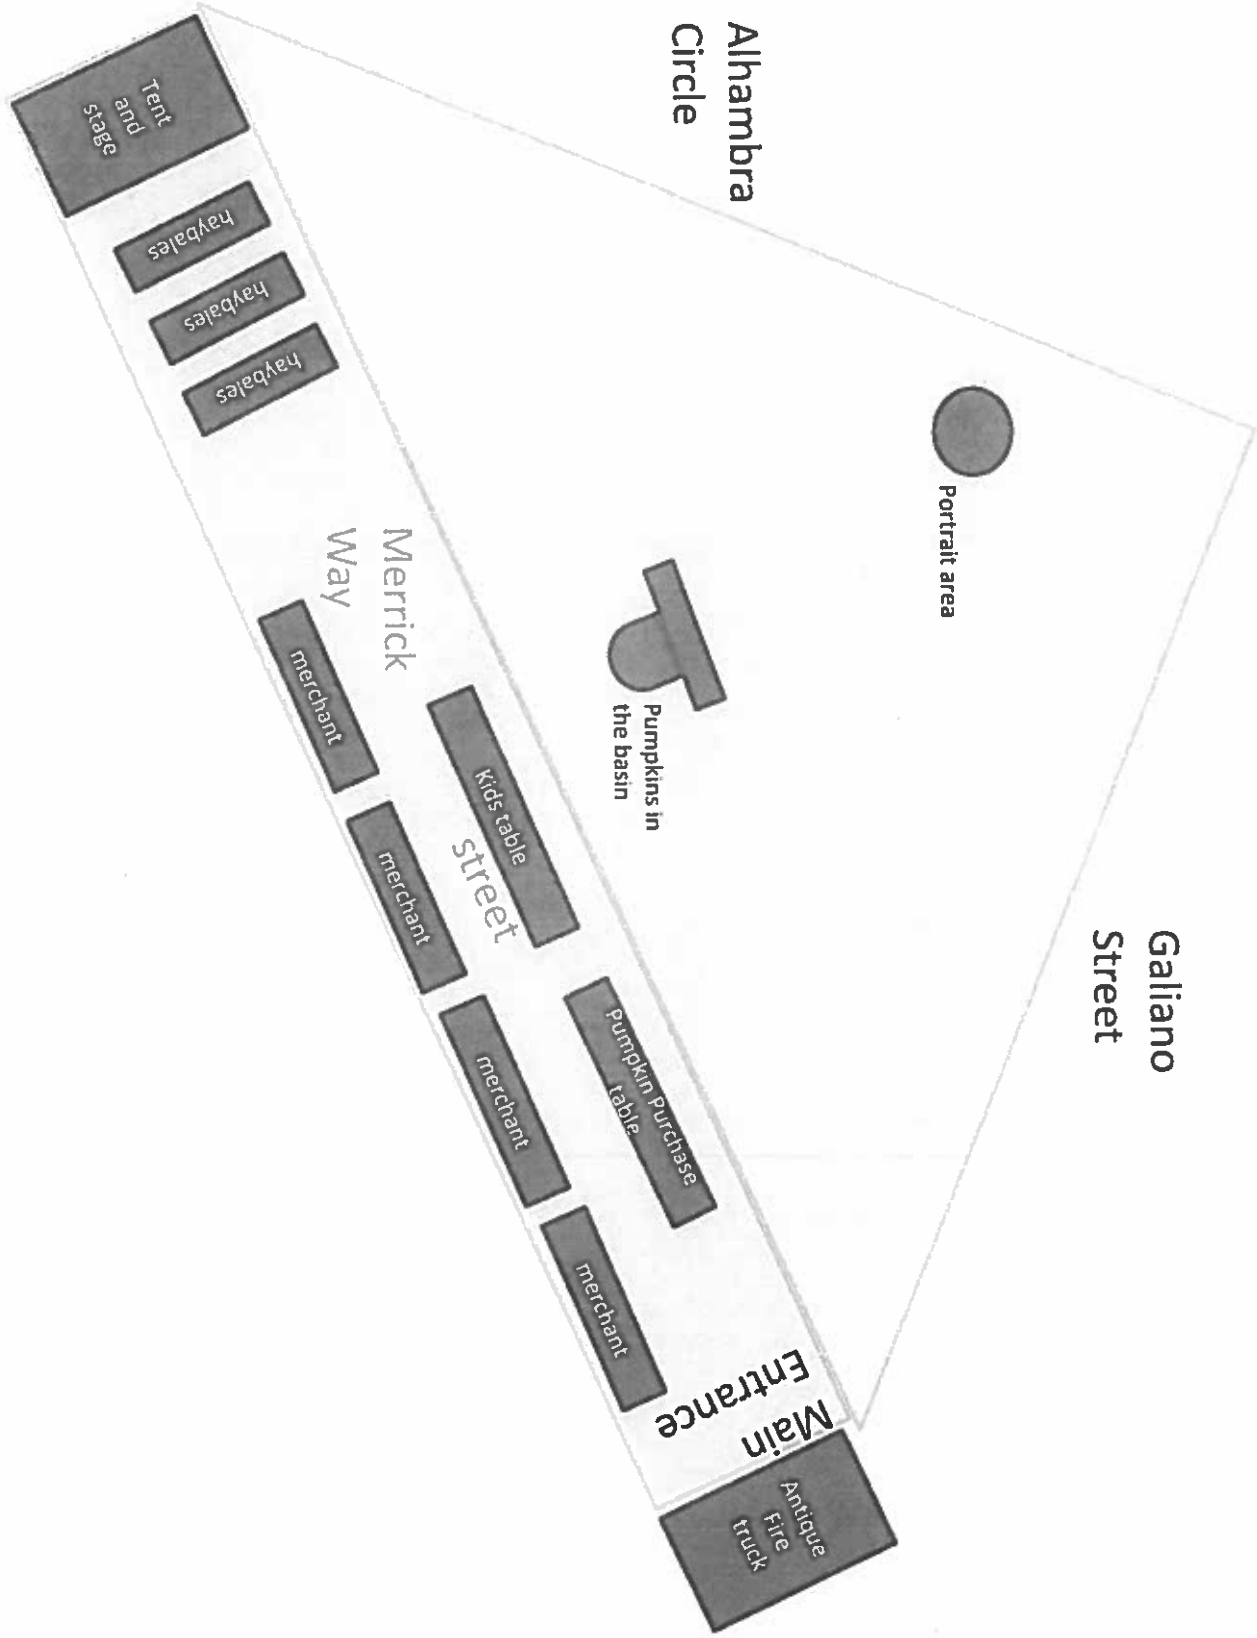 Alhambra
Circle
Galiano
Street
Portrait area
Pumpkins in
the basin
Tent
and
stage
haybales
haybales
haybales
Merrick
Way
street
Kids table
Pumpkin Purchase
table
merchant
merchant
merchant
merchant
Main
Entrance
Antique
Fire
truck